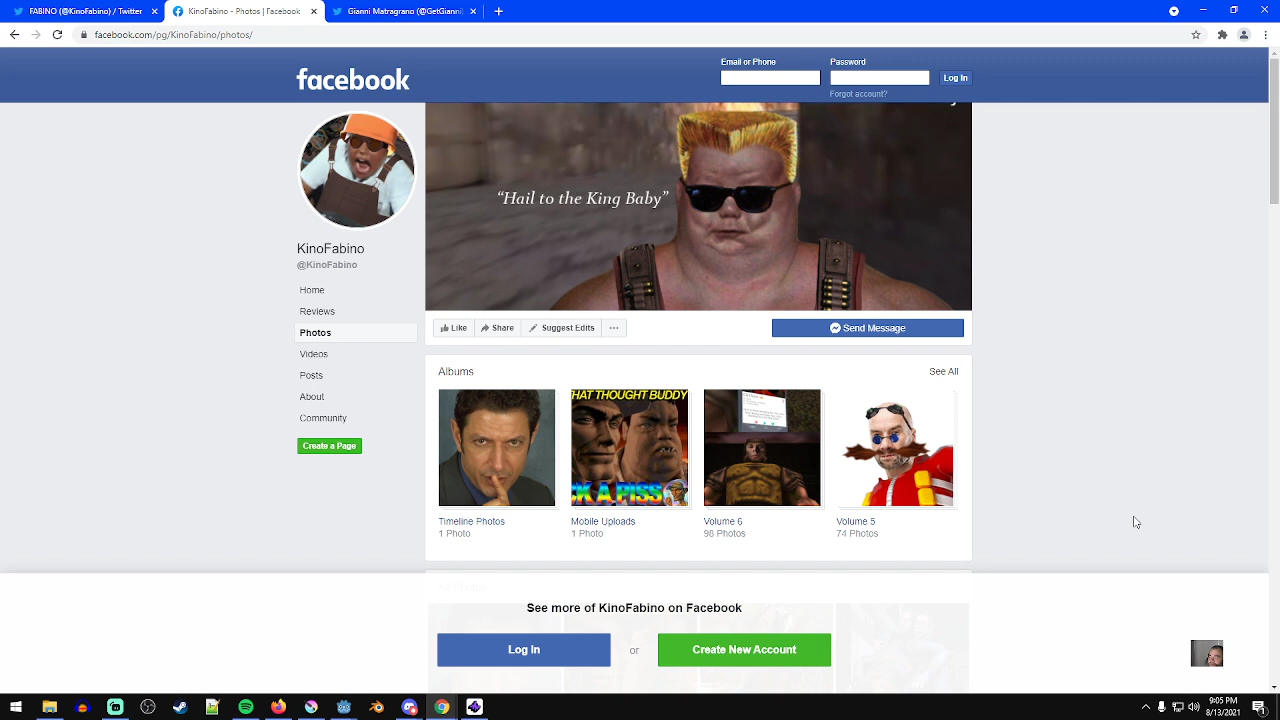 FABINO (@KinoFabino) / Twitter
KinoFabino - Photos | Facebook
Gianni Matragrano (@GetGianni
facebook.com/pg/KinoFabino/photos/
facebook
Email or Phone
Password
Log In
Forgot account?
“Hail to the King Baby”
KinoFabino
@KinoFabino
Home
Reviews
Photos
Videos
Posts
About
Community
Create a Page
Like
Share
Suggest Edits
Send Message
Albums
See All
HAT THOUGHT BUDDY
CK A PISS
Timeline Photos
1 Photo
Mobile Uploads
1 Photo
Volume 6
96 Photos
Volume 5
74 Photos
All Photos
See more of KinoFabino on Facebook
Log In
or
Create New Account
9:05 PM
8/13/2021